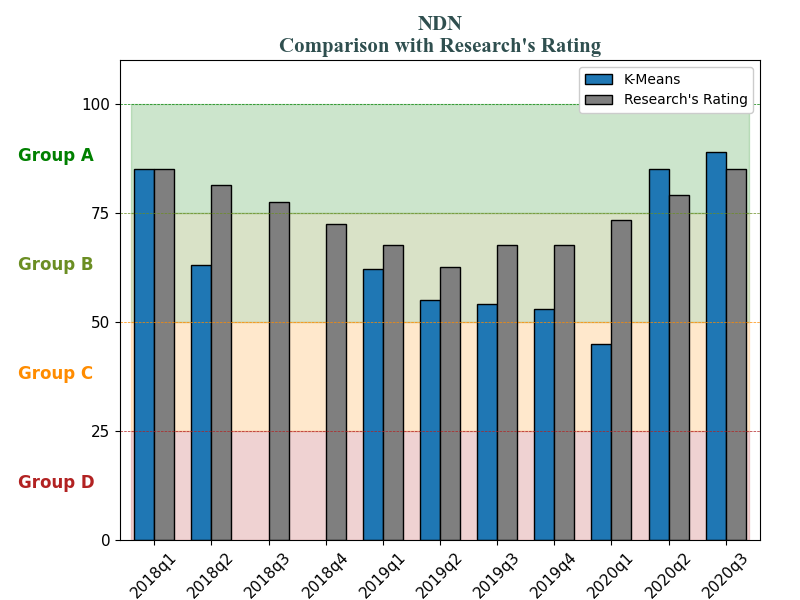 NDN
Comparison with Research's Rating
K-Means
Research's Rating
100
Group A
75
Group B
50
Group C
25
Group D
0
2018q1
2018q2
2018q3
2018q4
2019q1
2019q2
2019q3
2019q4
2020q1
2020q2
2020q3